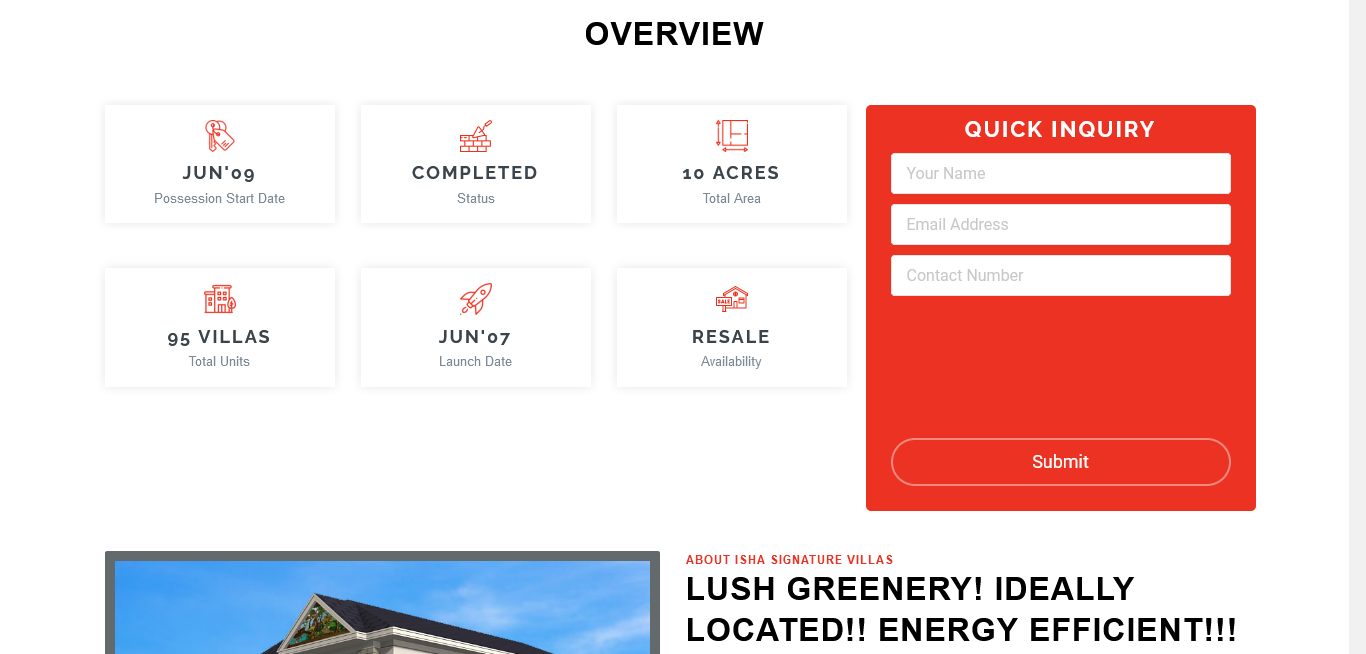 OVERVIEW
JUN'09
Possession Start Date
COMPLETED
Status
10 ACRES
Total Area
95 VILLAS
Total Units
JUN'07
Launch Date
RESALE
Availability
QUICK INQUIRY
Your Name
Email Address
Contact Number
Submit
ABOUT ISHA SIGNATURE VILLAS
LUSH GREENERY! IDEALLY
LOCATED!! ENERGY EFFICIENT!!!